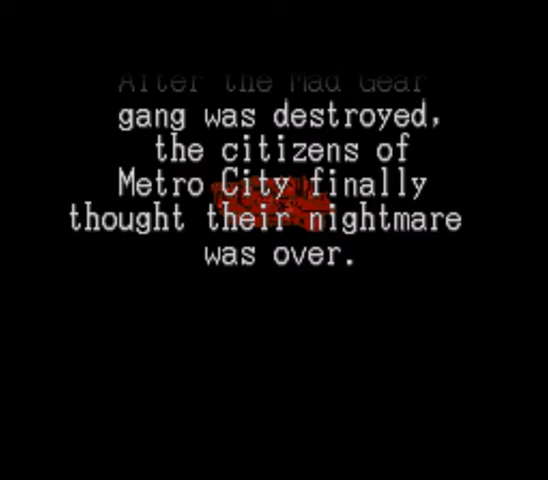 After the Mad Gear
gang was destroyed,
the citizens of
Metro City finally
thought their nightmare
was over.